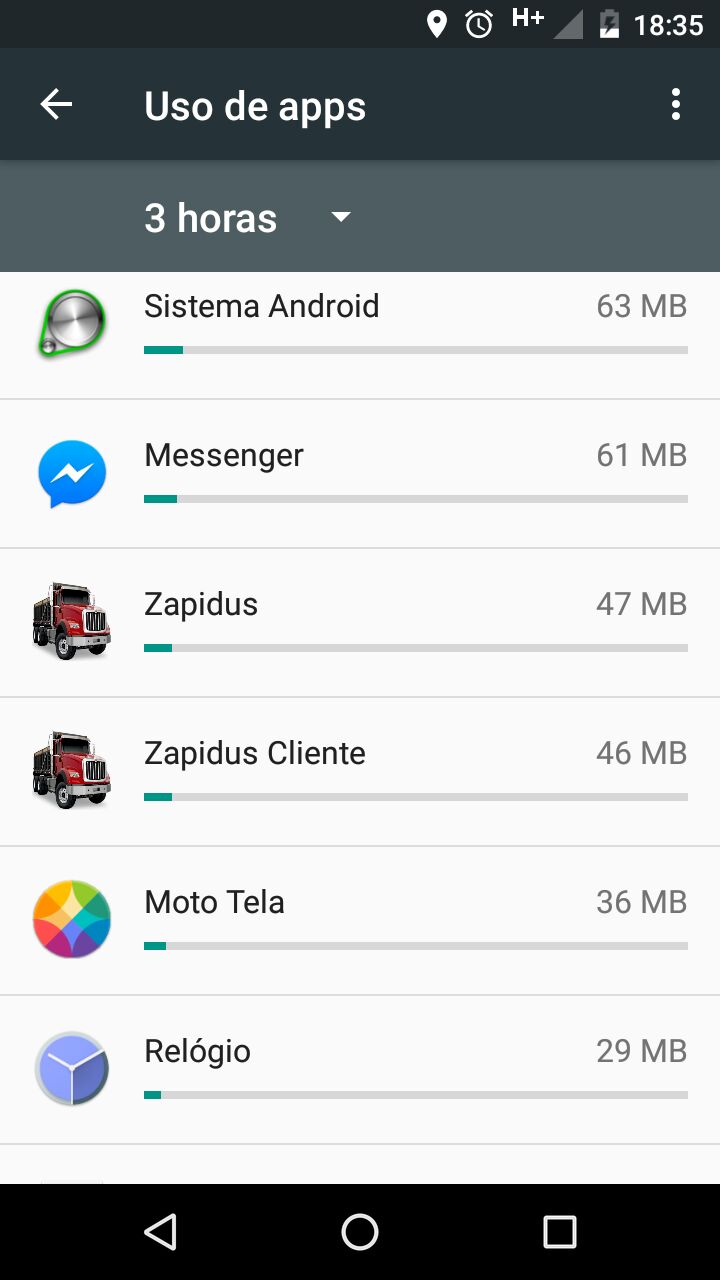 H+ 18:35
Uso de apps
3 horas
Sistema Android 63 MB
Messenger 61 MB
Zapidus 47 MB
Zapidus Cliente 46 MB
Moto Tela 36 MB
Relógio 29 MB